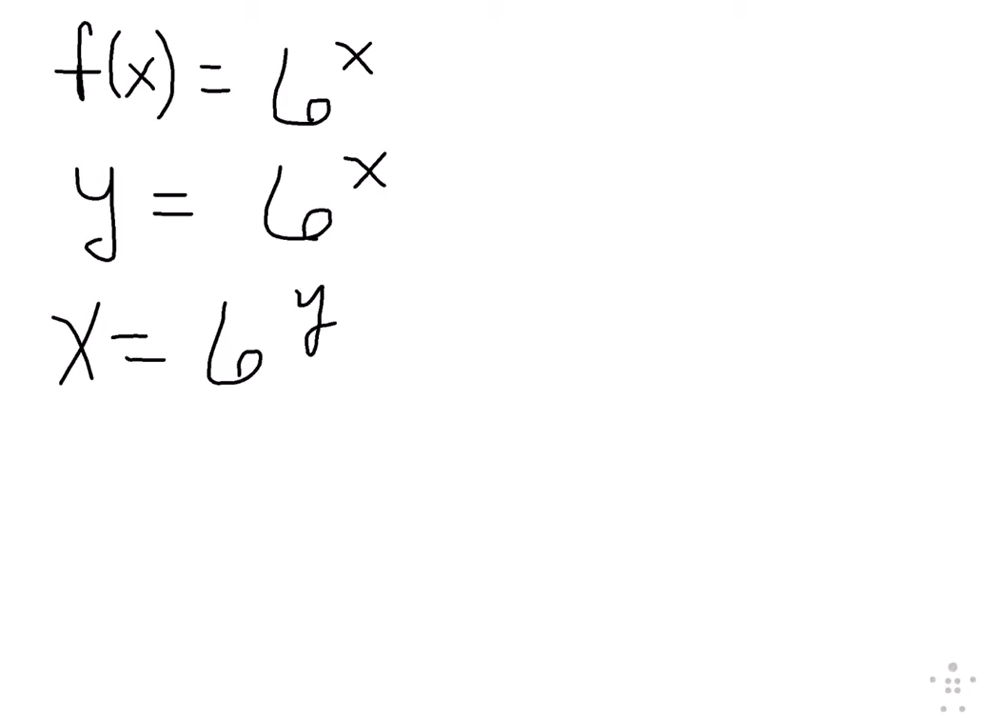 f(x) = 6^x
y = 6^x
x = 6^y